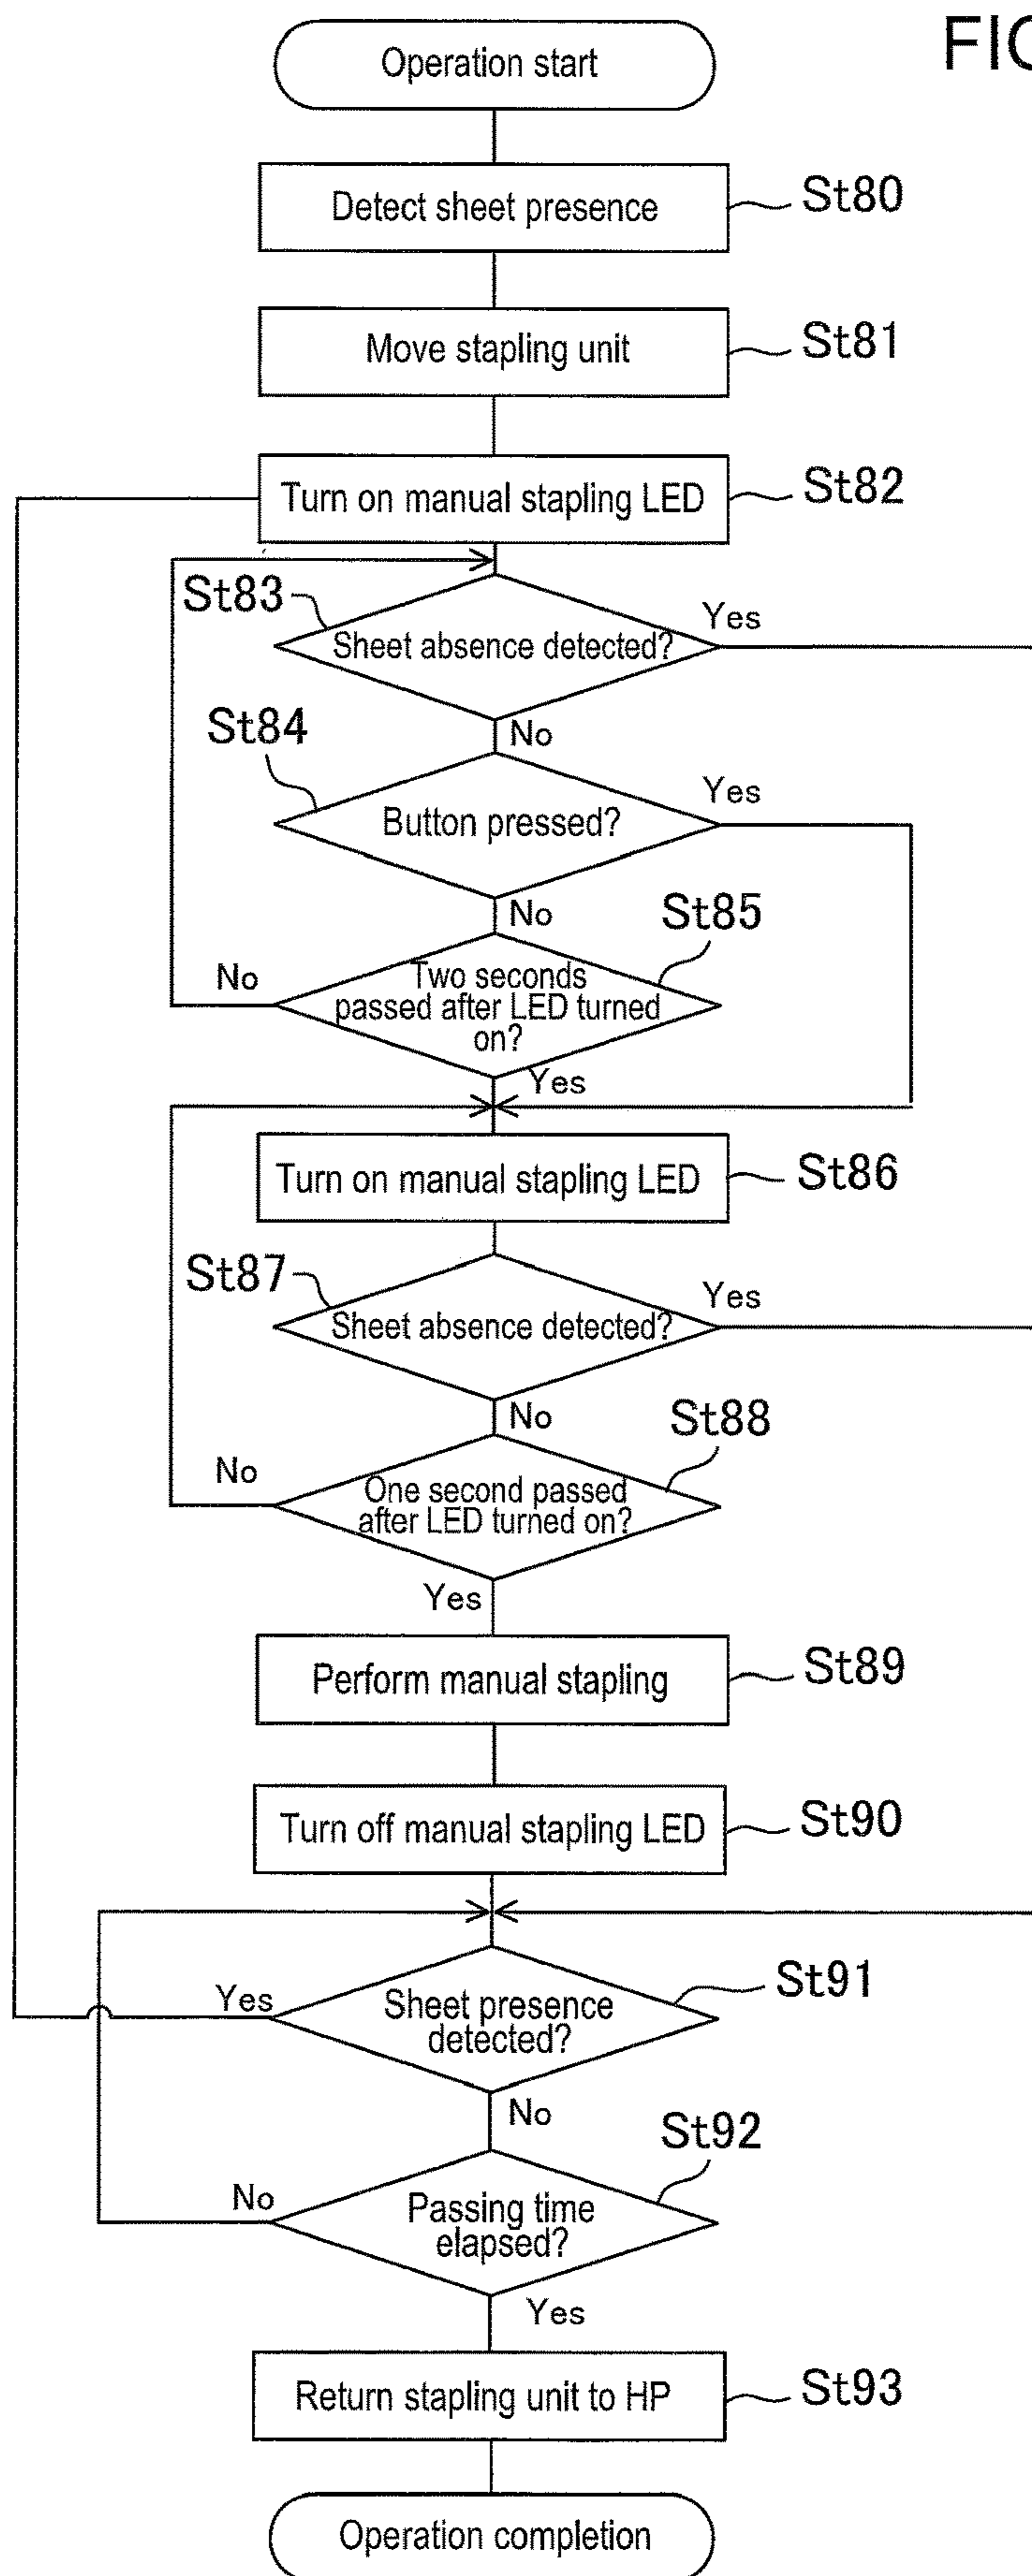 FIG
Operation start
Detect sheet presence
St80
Move stapling unit
St81
Turn on manual stapling LED
St82
St83
Sheet absence detected?
Yes
No
St84
Button pressed?
Yes
No
St85
Two seconds
passed after LED turned
on?
No
Yes
Turn on manual stapling LED
St86
St87
Sheet absence detected?
Yes
No
St88
One second passed
after LED turned on?
No
Yes
Perform manual stapling
St89
Turn off manual stapling LED
St90
St91
Sheet presence
detected?
Yes
No
St92
Passing time
elapsed?
No
Yes
Return stapling unit to HP
St93
Operation completion